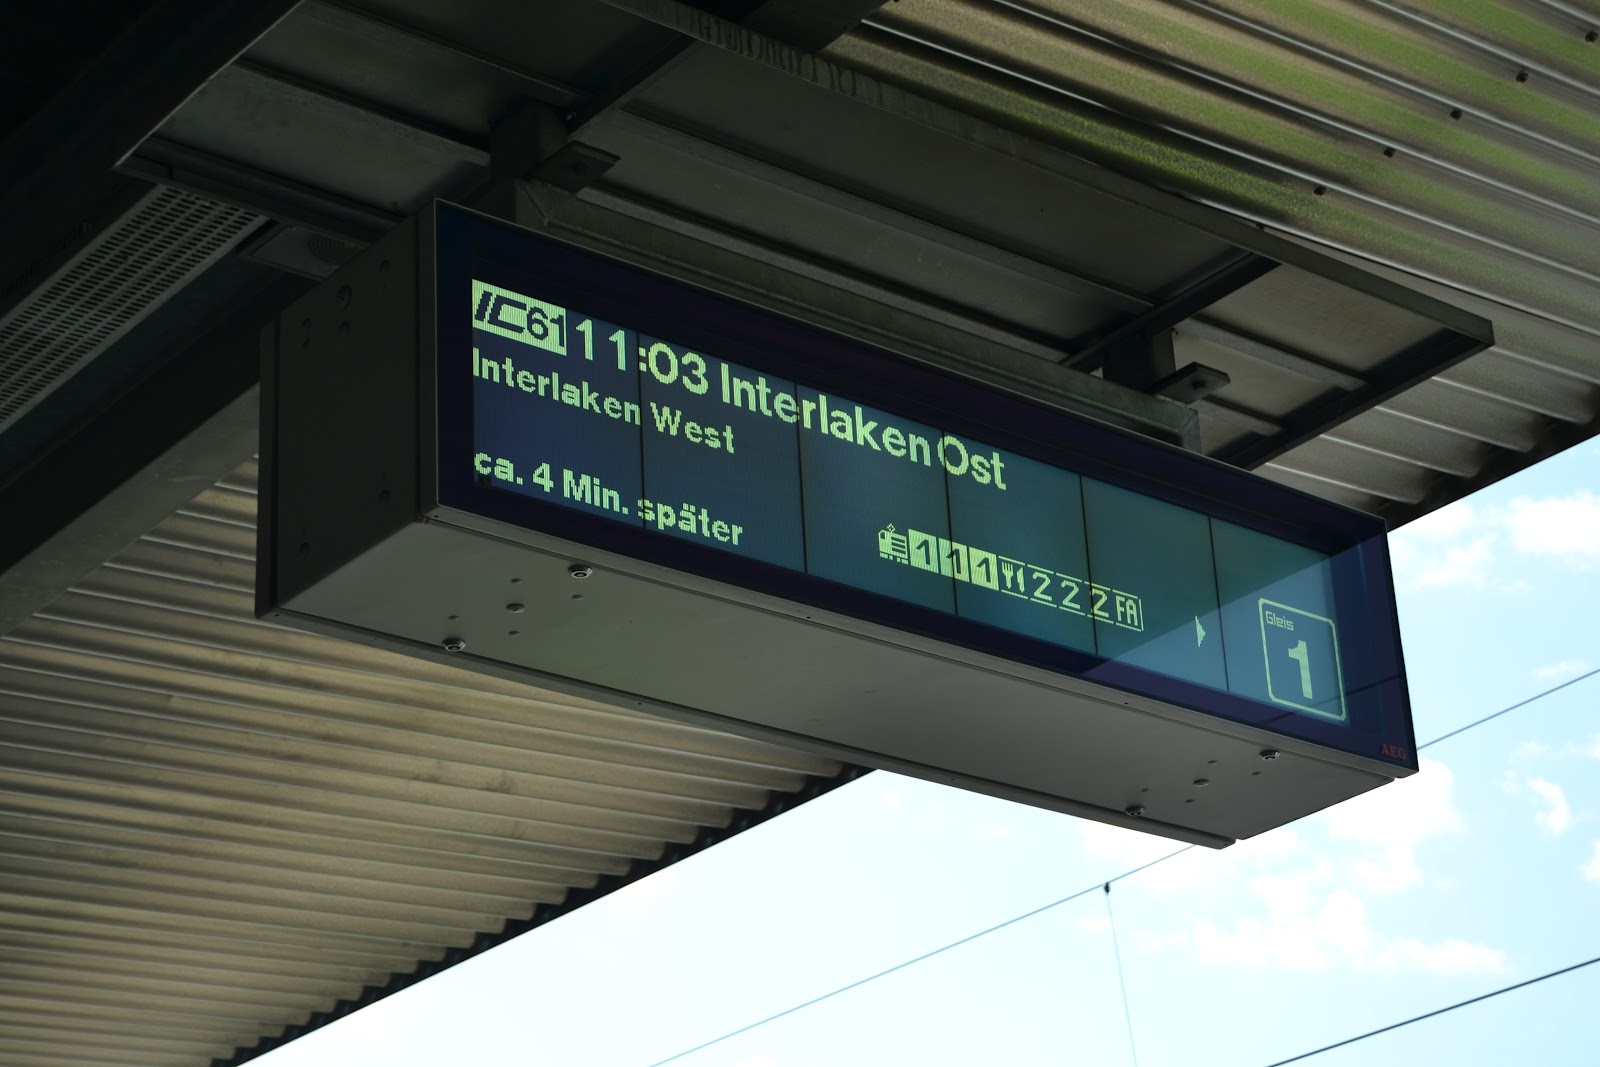 IC61 11:03 Interlaken Ost
Interlaken West
ca. 4 Min. später
1 1 1 2 2 2 FA
Gleis
1
AEG